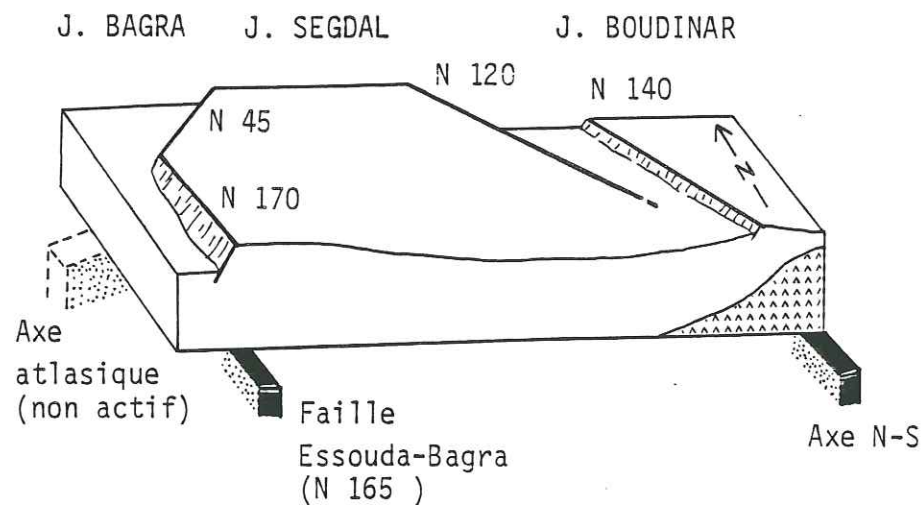 J. BAGRA J. SEGDAL J. BOUDINAR
N 120
N 140
N 45
N 170
N
Axe
atlasique
(non actif)
Faille
Essouda-Bagra
(N 165 )
Axe N-S